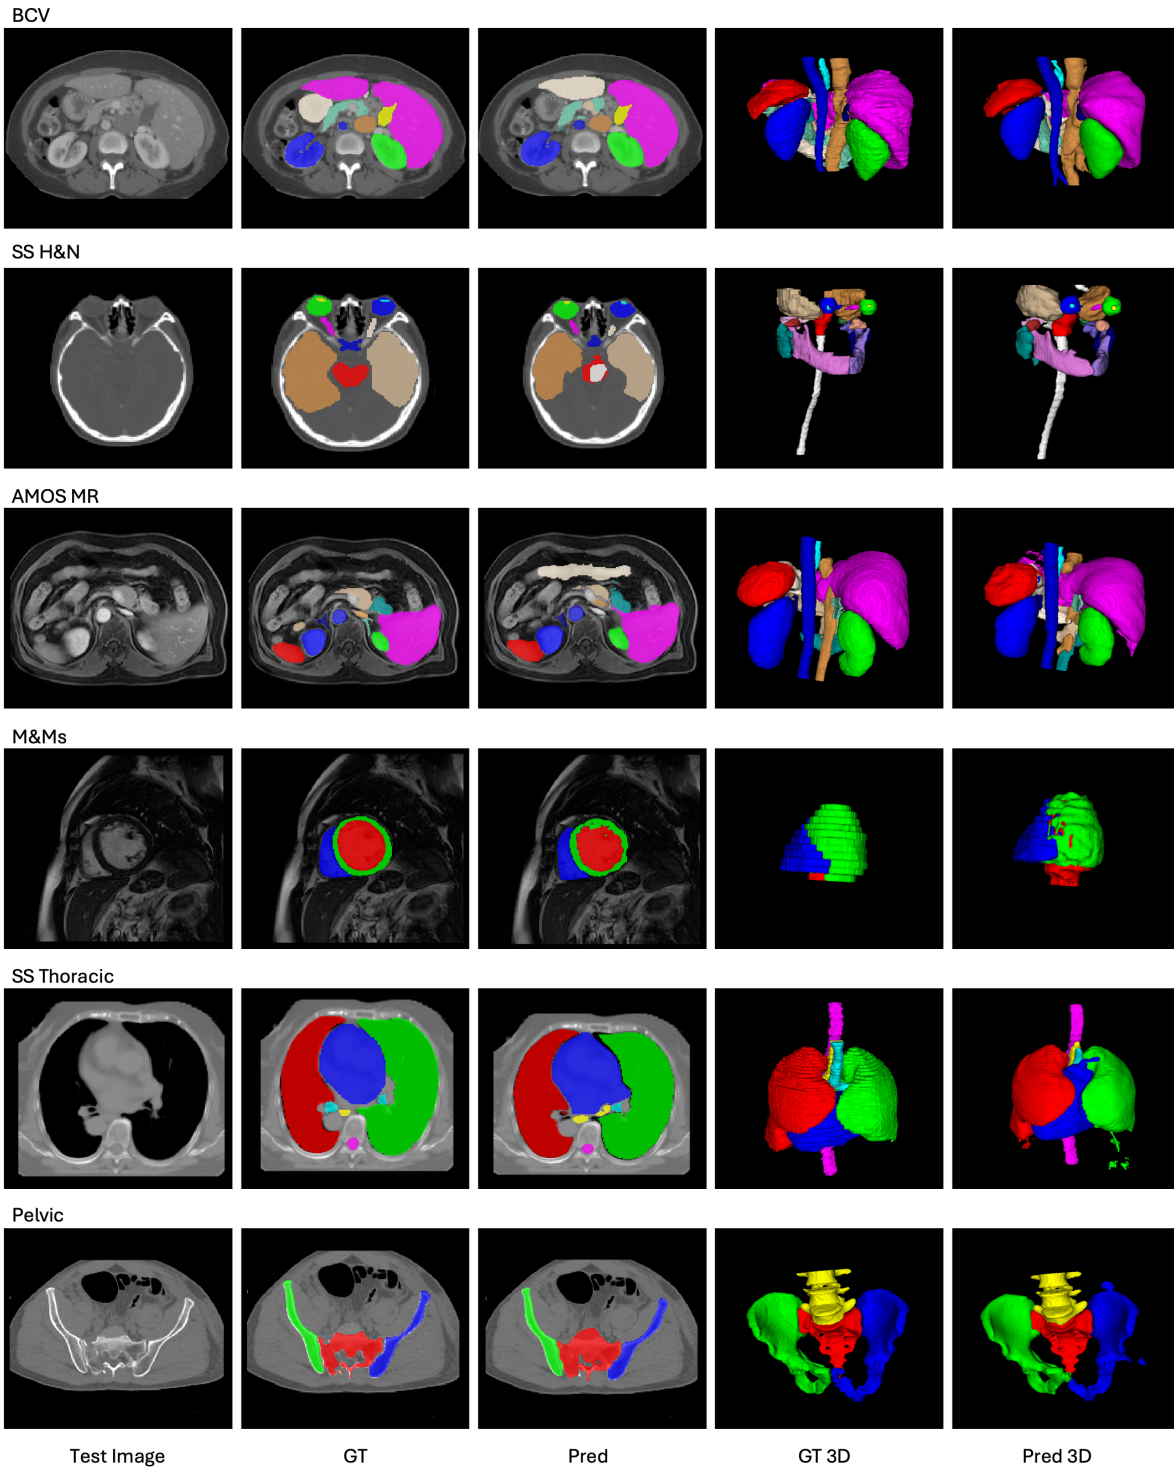 BCV
SS H&N
AMOS MR
M&Ms
SS Thoracic
Pelvic
Test Image GT Pred GT 3D Pred 3D